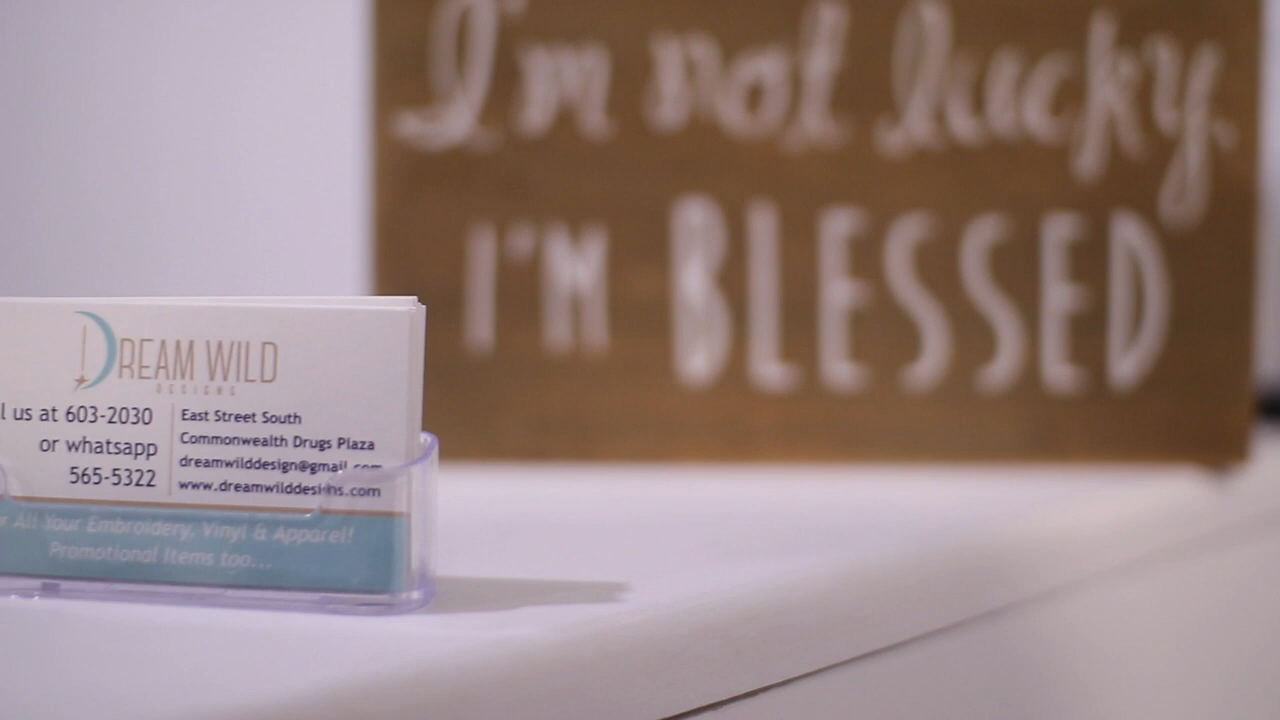 I'm not lucky.
I'M BLESSED
DREAM WILD
DESIGNS
l us at 603-2030
or whatsapp
565-5322
East Street South
Commonwealth Drugs Plaza
dreamwilddesign@gmail.com
www.dreamwilddesigns.com
r All Your Embroidery, Vinyl & Apparel!
Promotional Items too...